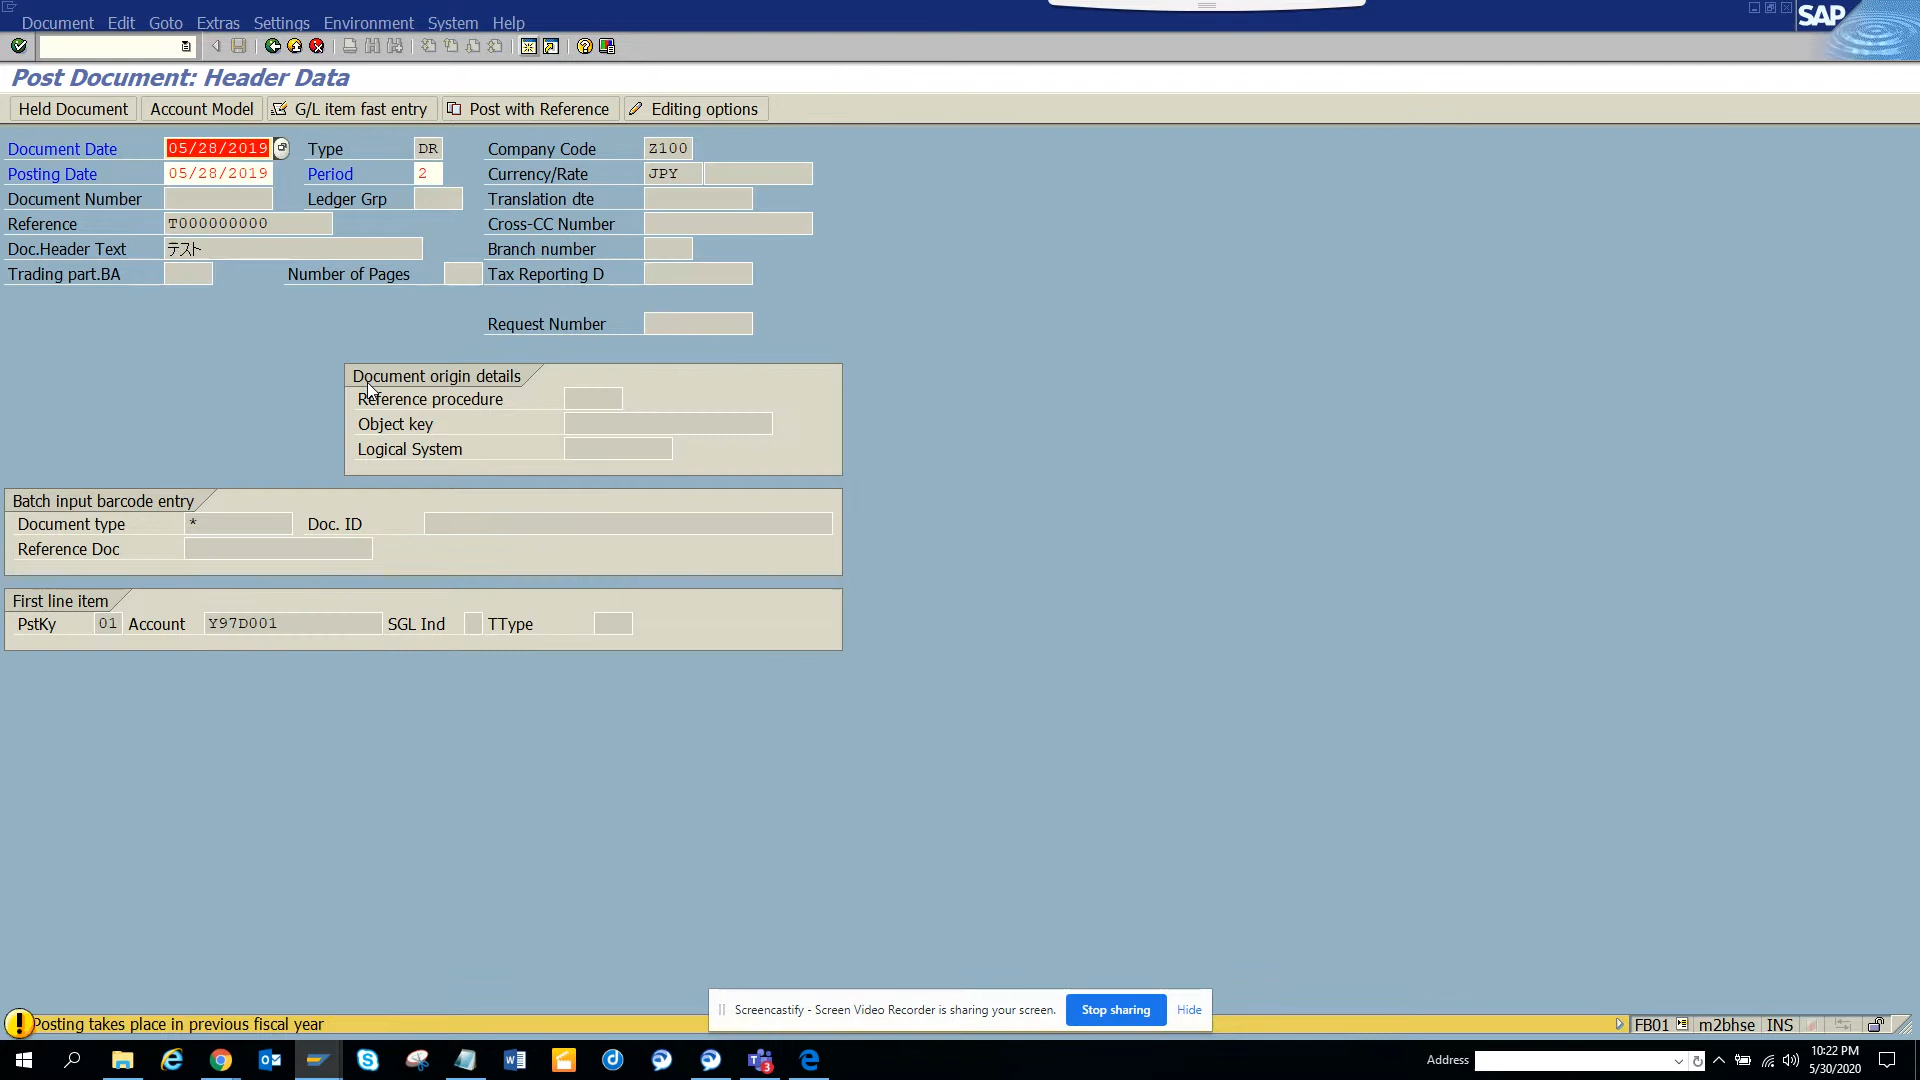 Document Edit Goto Extras Settings Environment System Help
SAP
Post Document: Header Data
Held Document Account Model G/L item fast entry Post with Reference Editing options
Document Date 05/28/2019 Type DR Company Code Z100
Posting Date 05/28/2019 Period 2 Currency/Rate JPY
Document Number Ledger Grp Translation dte
Reference T000000000 Cross-CC Number
Doc.Header Text テスト Branch number
Trading part.BA Number of Pages Tax Reporting D
Request Number
Document origin details
Reference procedure
Object key
Logical System
Batch input barcode entry
Document type * Doc. ID
Reference Doc
First line item
PstKy 01 Account Y97D001 SGL Ind TType
Screencastify - Screen Video Recorder is sharing your screen. Stop sharing Hide
Posting takes place in previous fiscal year FB01 m2bhse INS
Address 10:22 PM
5/30/2020
3